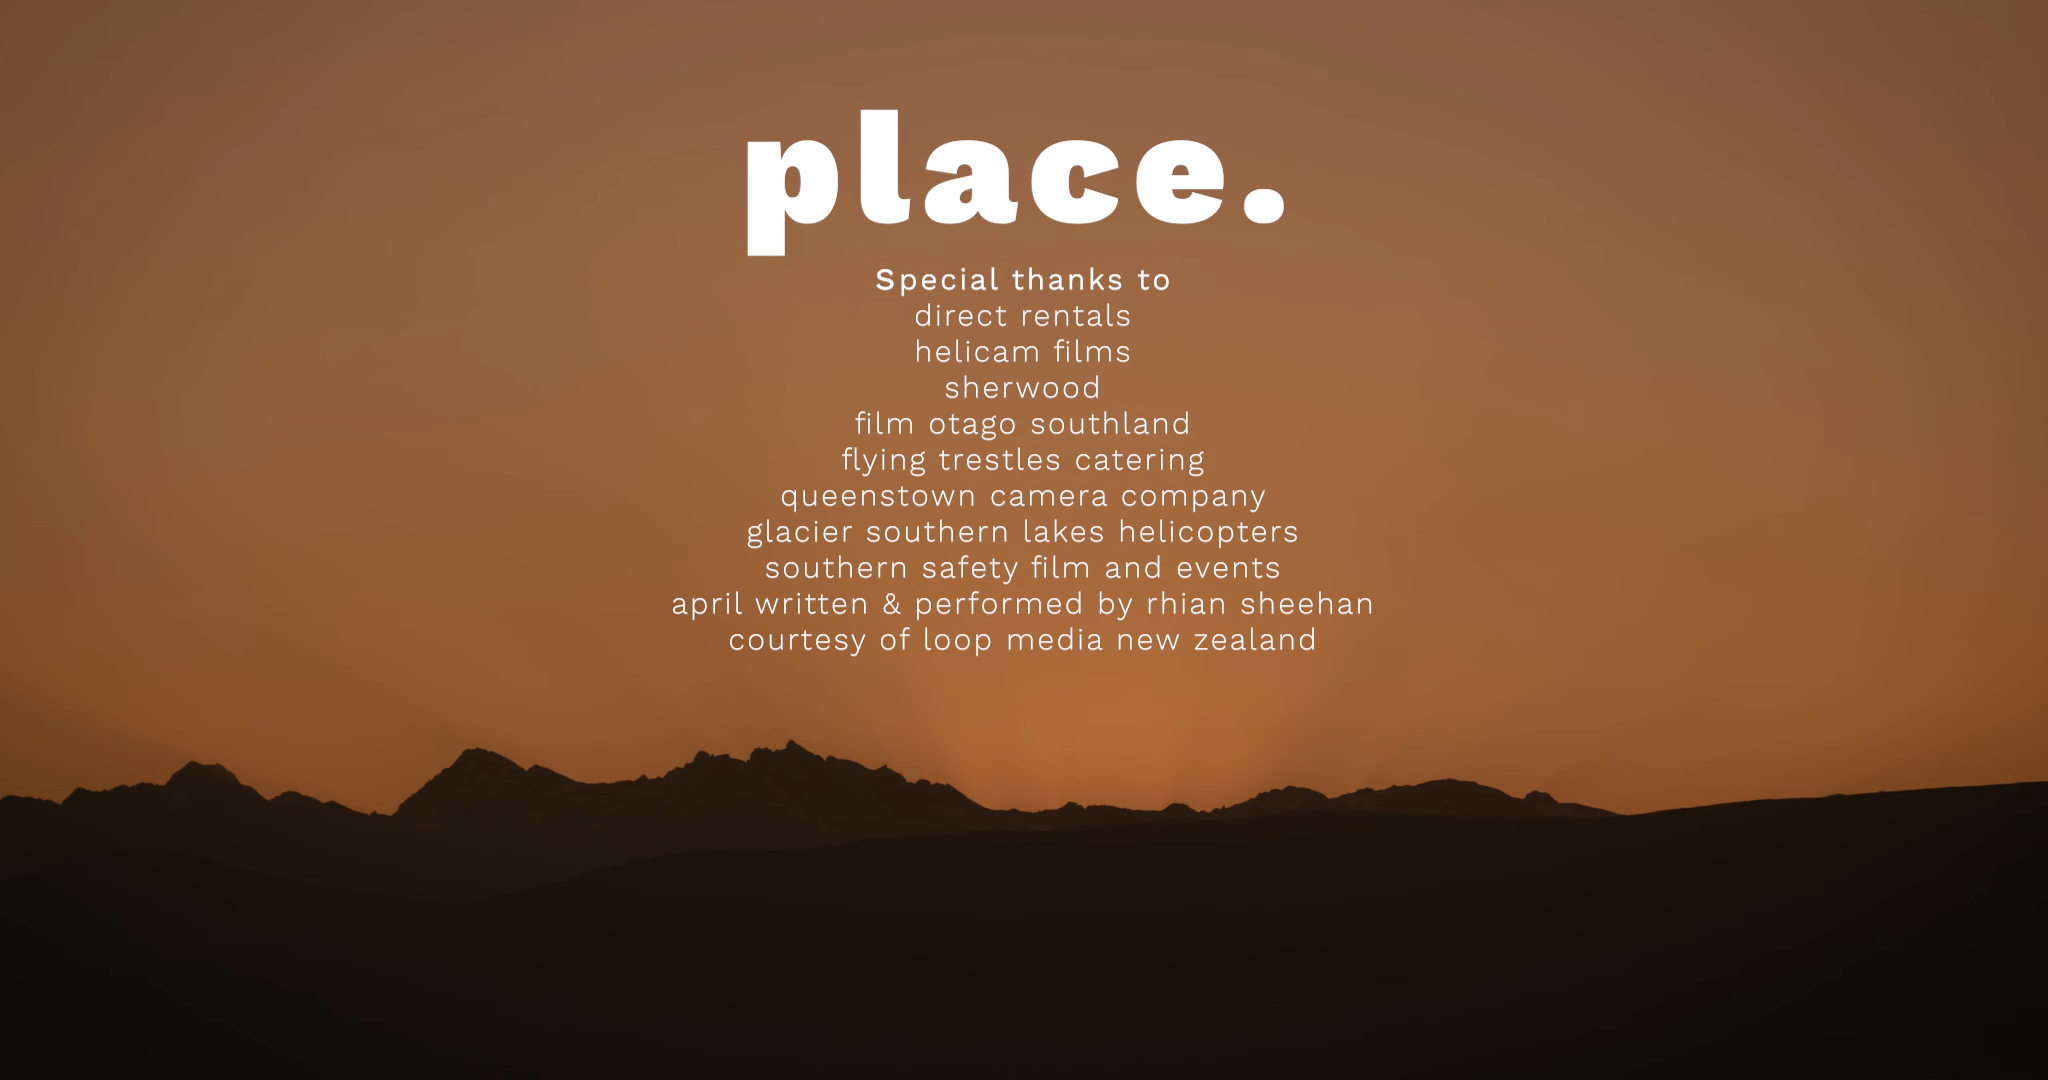 place.
Special thanks to
direct rentals
helicam films
sherwood
film otago southland
flying trestles catering
queenstown camera company
glacier southern lakes helicopters
southern safety film and events
april written & performed by rhian sheehan
courtesy of loop media new zealand